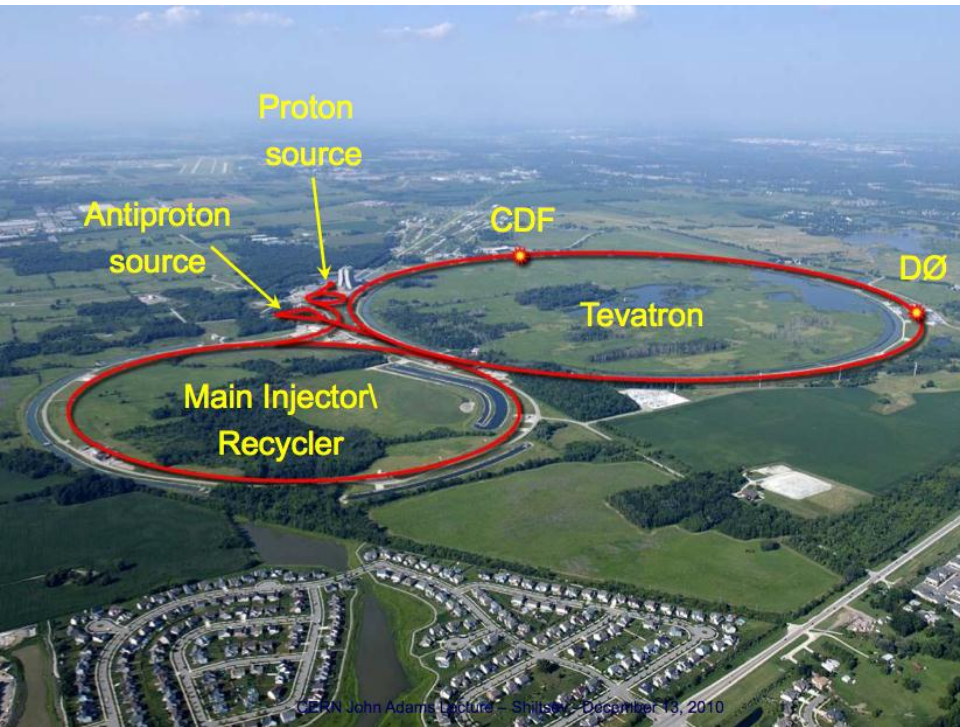 Proton
source
Antiproton
source
CDF
DØ
Tevatron
Main Injector\
Recycler
CERN John Adams Lecture – Shiltsev - December 13, 2010